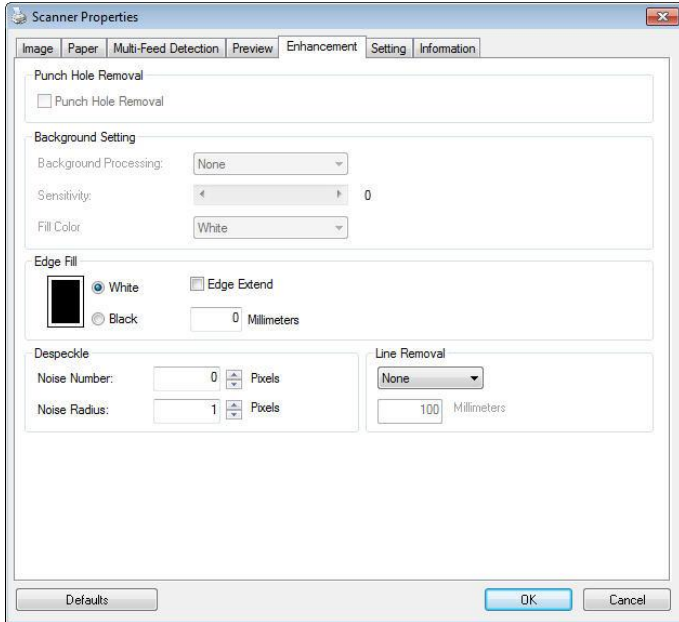 Scanner Properties
Image Paper Multi-Feed Detection Preview Enhancement Setting Information
Punch Hole Removal
Punch Hole Removal
Background Setting
Background Processing: None
Sensitivity: 0
Fill Color White
Edge Fill
White Edge Extend
Black 0 Millimeters
Despeckle Line Removal
Noise Number: 0 Pixels None
Noise Radius: 1 Pixels 100 Millimeters
Defaults OK Cancel